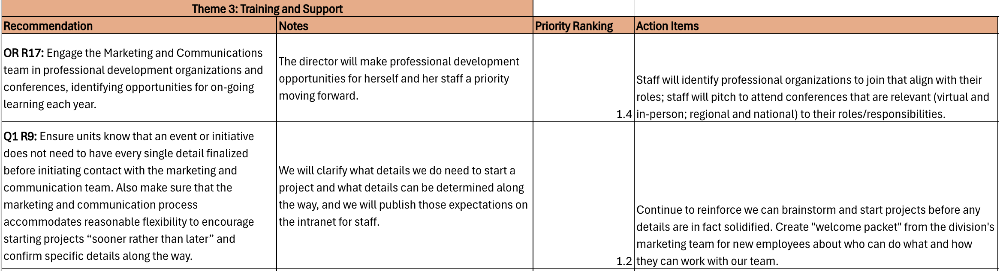 Theme 3: Training and Support
Recommendation
Notes
Priority Ranking
Action Items
OR R17: Engage the Marketing and Communications
team in professional development organizations and
conferences, identifying opportunities for on-going
learning each year.
The director will make professional development
opportunities for herself and her staff a priority
moving forward.
1.4
Staff will identify professional organizations to join that align with their
roles; staff will pitch to attend conferences that are relevant (virtual and
in-person; regional and national) to their roles/responsibilities.
Q1 R9: Ensure units know that an event or initiative
does not need to have every single detail finalized
before initiating contact with the marketing and
communication team. Also make sure that the
marketing and communication process
accommodates reasonable flexibility to encourage
starting projects “sooner rather than later” and
confirm specific details along the way.
We will clarify what details we do need to start a
project and what details can be determined along
the way, and we will publish those expectations on
the intranet for staff.
1.2
Continue to reinforce we can brainstorm and start projects before any
details are in fact solidified. Create "welcome packet" from the division's
marketing team for new employees about who can do what and how
they can work with our team.